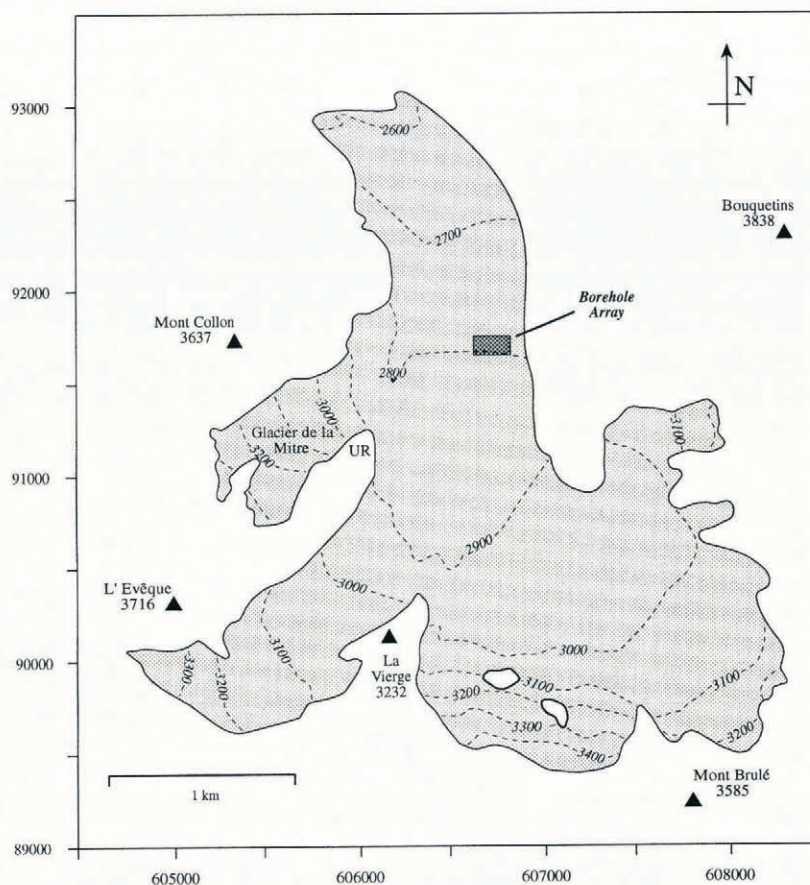 93000
92000
91000
90000
89000
605000
606000
607000
608000
N
2600
2700
Bouquetins
3838
Borehole
Array
Mont Collon
3637
2800
3000
Glacier de la
Mitre
3200
UR
3100
2900
L' Evêque
3716
3000
3100
3200
3300
La
Vierge
3232
3000
3100
3200
3300
3400
3100
3200
Mont Brulé
3585
1 km